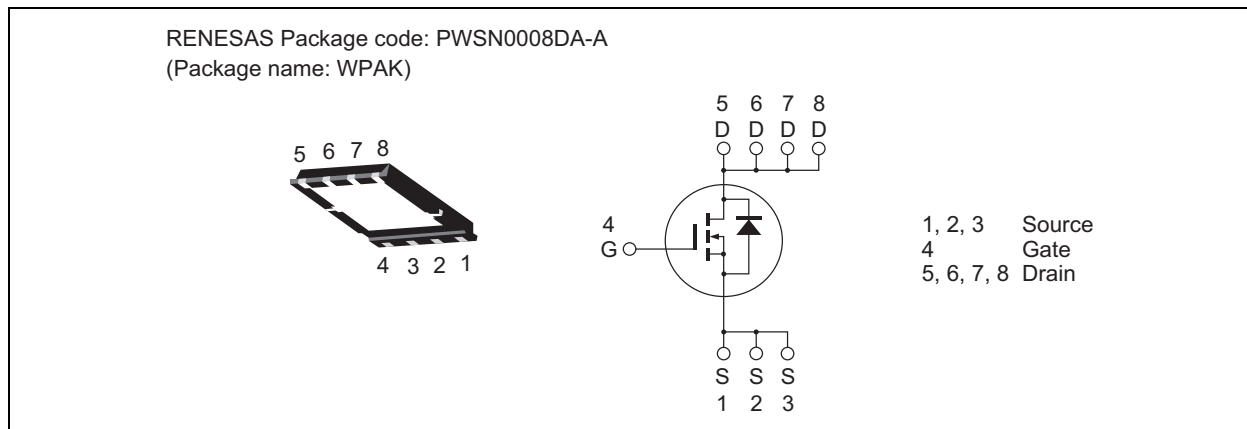 RENESAS Package code: PWSN0008DA-A
(Package name: WPAK)
5 6 7 8
4 3 2 1
5 6 7 8
D D D D
4
G
S S S
1 2 3
1, 2, 3 Source
4 Gate
5, 6, 7, 8 Drain